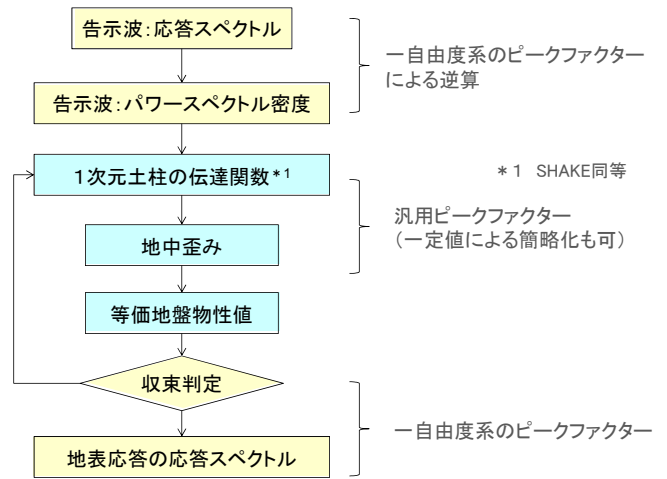 告示波：応答スペクトル
一自由度系のピークファクター
による逆算
告示波：パワースペクトル密度
1次元土柱の伝達関数*1
＊１ SHAKE同等
汎用ピークファクター
（一定値による簡略化も可）
地中歪み
等価地盤物性値
収束判定
一自由度系のピークファクター
地表応答の応答スペクトル